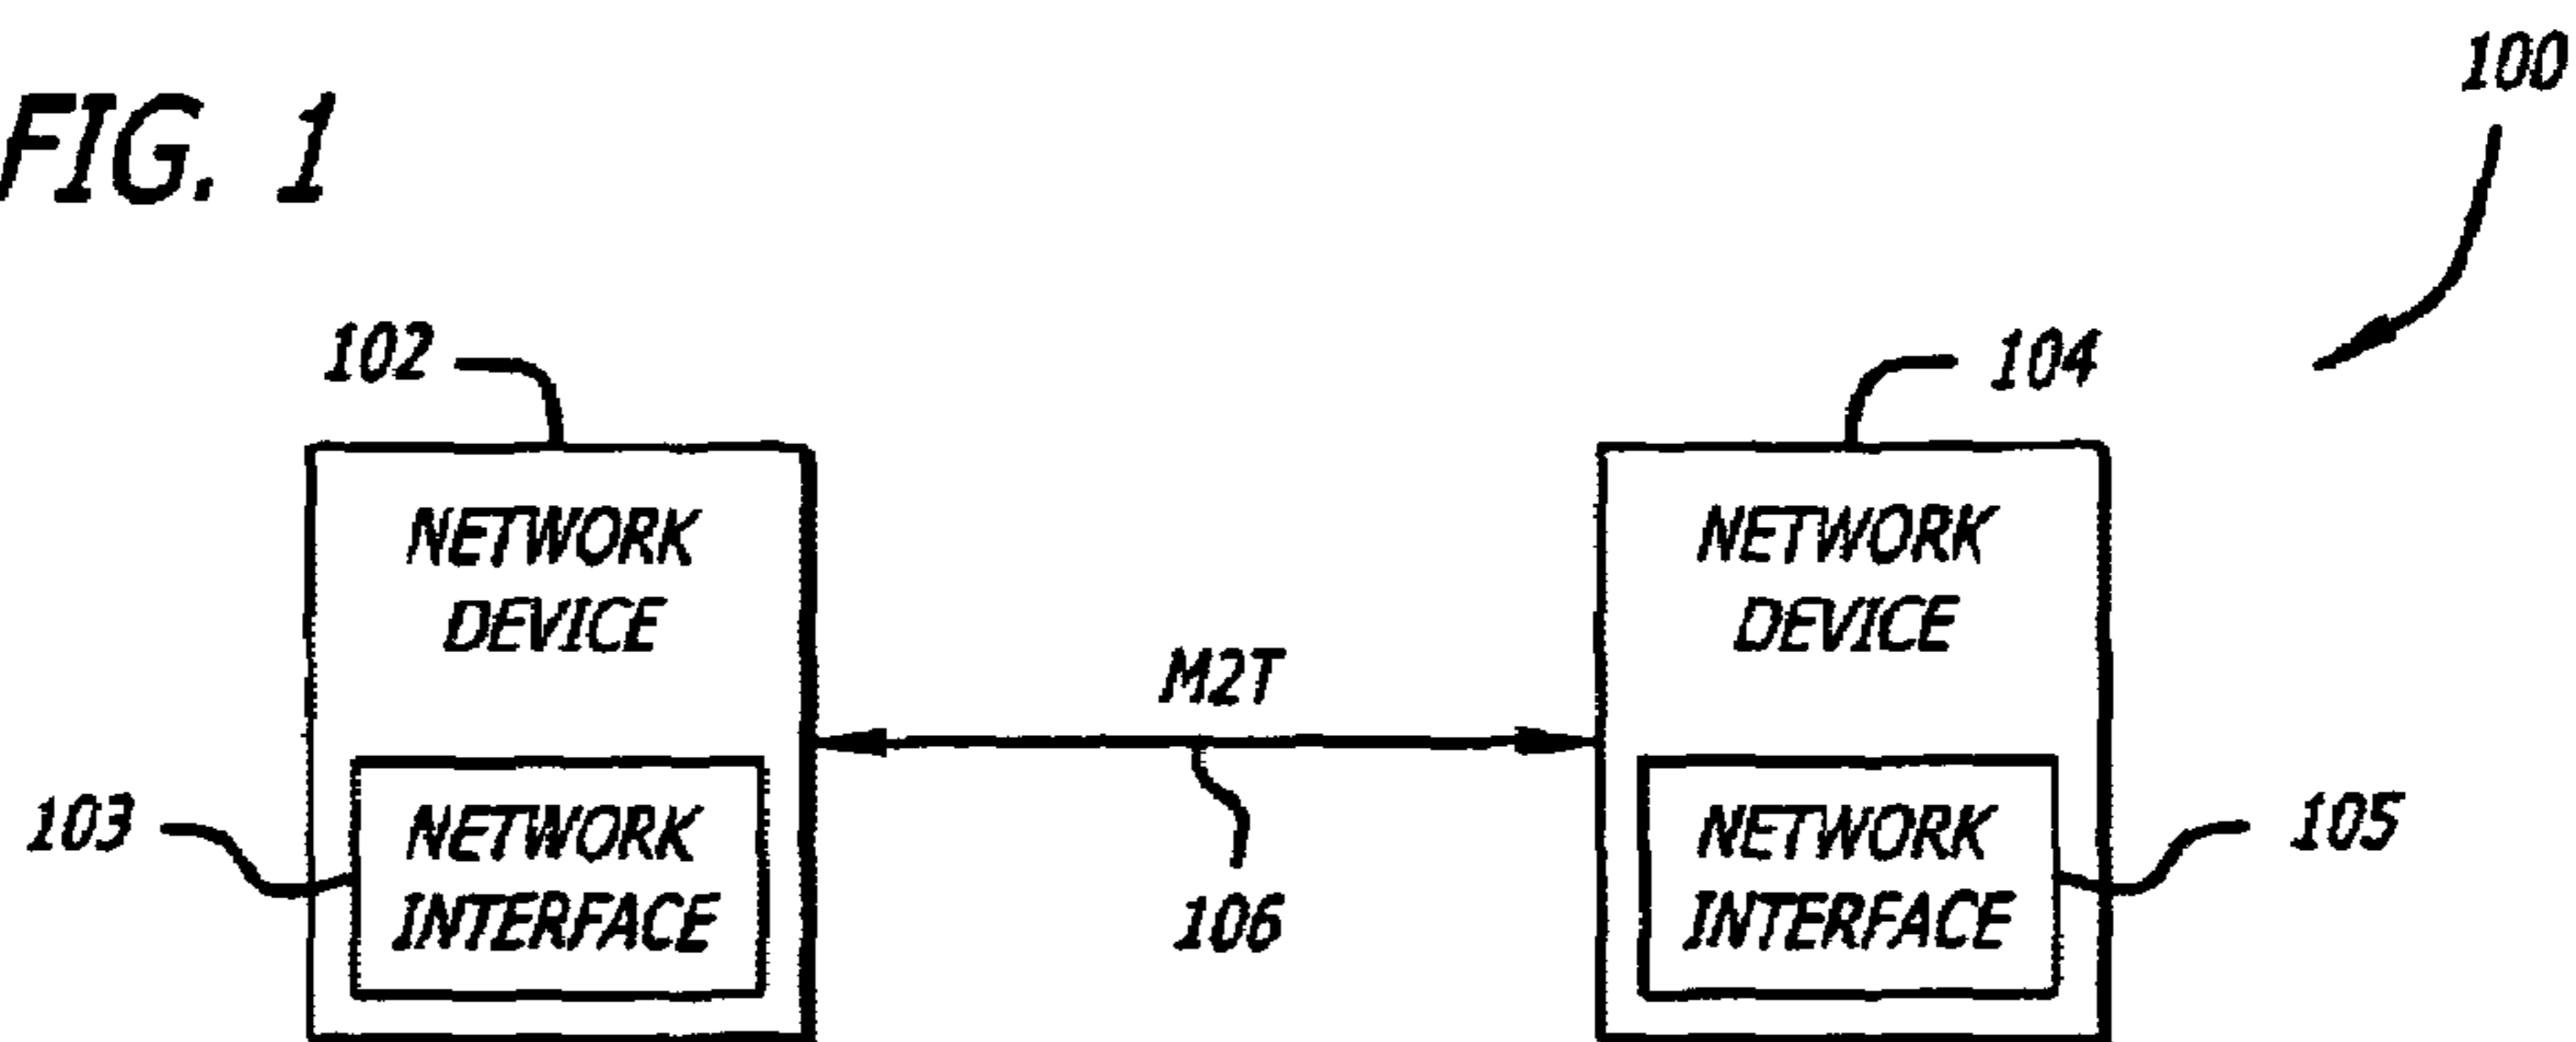 FIG. 1
100
102
104
NETWORK
DEVICE
NETWORK
DEVICE
M2T
103
NETWORK
INTERFACE
NETWORK
INTERFACE
105
106